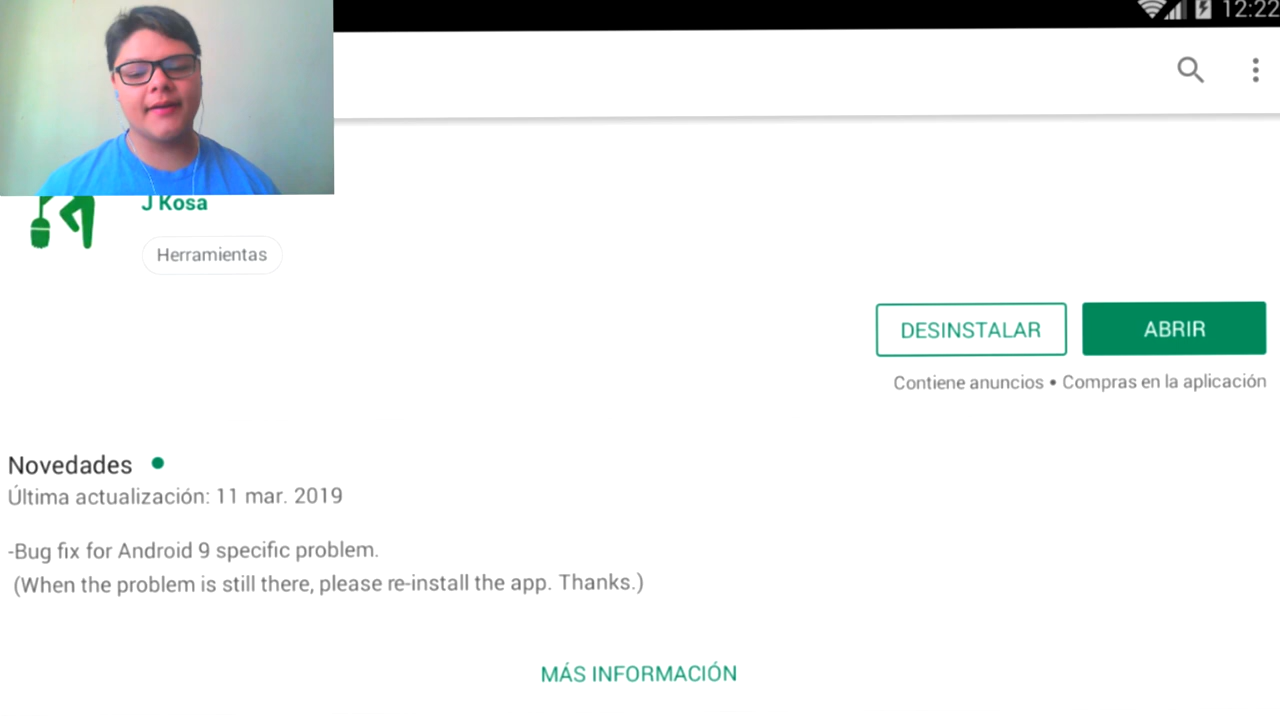 12:22
J Kosa
Herramientas
DESINSTALAR
ABRIR
Contiene anuncios • Compras en la aplicación
Novedades
Última actualización: 11 mar. 2019
-Bug fix for Android 9 specific problem.
(When the problem is still there, please re-install the app. Thanks.)
MÁS INFORMACIÓN